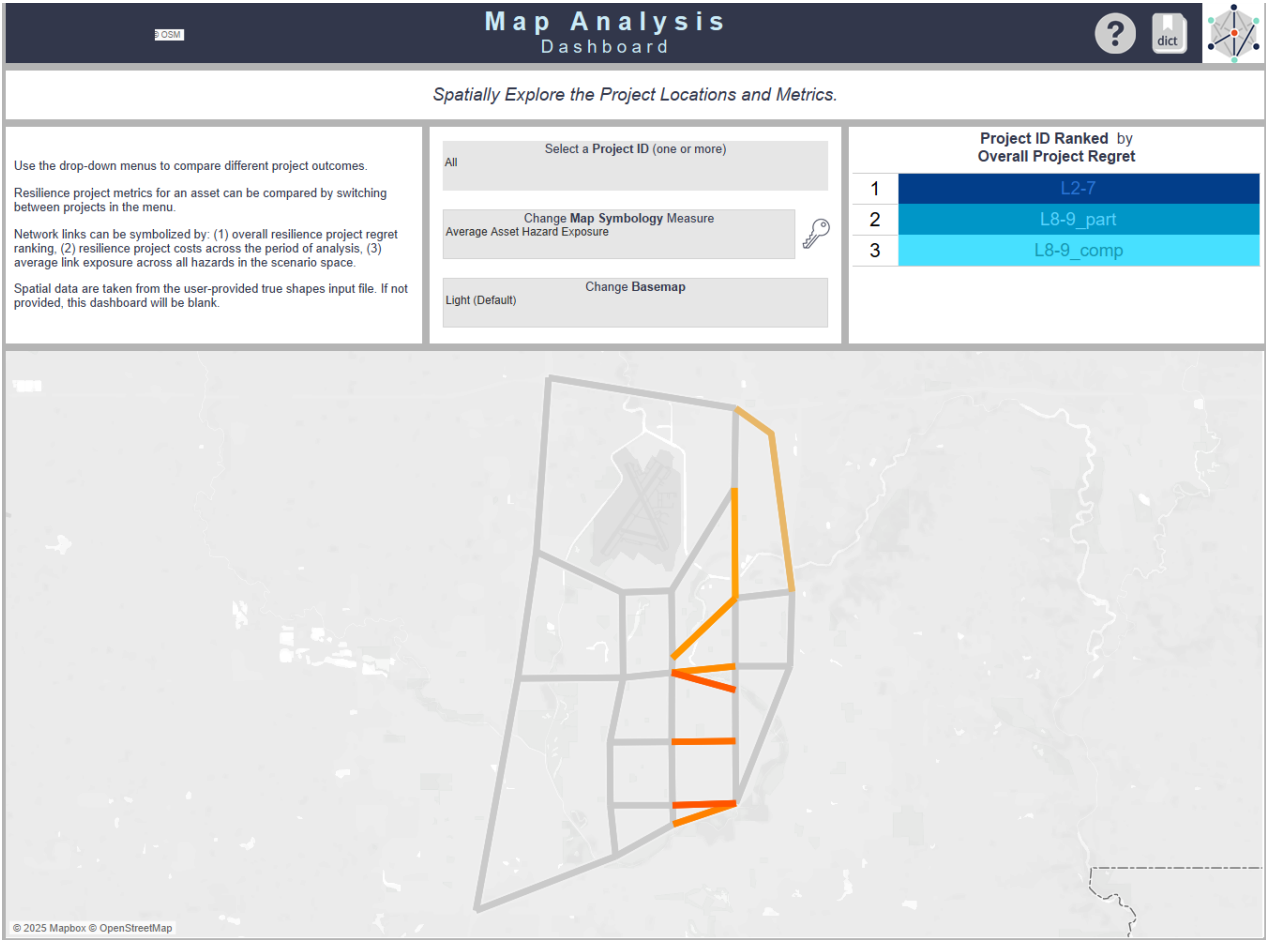 Map Analysis
Dashboard
© OSM
?
dict
Spatially Explore the Project Locations and Metrics.
Use the drop-down menus to compare different project outcomes.
Resilience project metrics for an asset can be compared by switching
between projects in the menu.
Network links can be symbolized by: (1) overall resilience project regret
ranking, (2) resilience project costs across the period of analysis, (3)
average link exposure across all hazards in the scenario space.
Spatial data are taken from the user-provided true shapes input file. If not
provided, this dashboard will be blank.
Select a Project ID (one or more)
All
Change Map Symbology Measure
Average Asset Hazard Exposure
Change Basemap
Light (Default)
Project ID Ranked by
Overall Project Regret
1 L2-7
2 L8-9_part
3 L8-9_comp
© 2025 Mapbox © OpenStreetMap